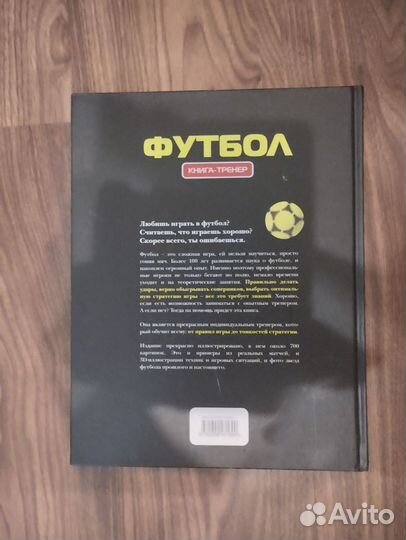 ФУТБОЛ
КНИГА-ТРЕНЕР
Любишь играть в футбол?
Считаешь, что играешь хорошо?
Скорее всего, ты ошибаешься.
Футбол – это сложная игра, ей нельзя научиться, просто
гоняя мяч. Более 100 лет развивается наука о футболе, и
накоплен огромный опыт. Именно поэтому профессиональ-
ные игроки не только бегают по полю, немало времени
уходит и на теоретические занятия. Правильно делать
удары, верно обыгрывать соперников, выбрать оптималь-
ную стратегию игры – все это требует знаний. Хорошо,
если есть возможность заниматься с опытным тренером.
А если нет? Тогда на помощь придет эта книга.
Она является прекрасным индивидуальным тренером, кото-
рый обучит всему: от правил игры до тонкостей стратегии.
Издание прекрасно иллюстрировано, в нем около 700
картинок. Это и примеры из реальных матчей, и
3D-иллюстрации техник и игровых ситуаций, и фото звезд
футбола прошлого и настоящего.
Avito